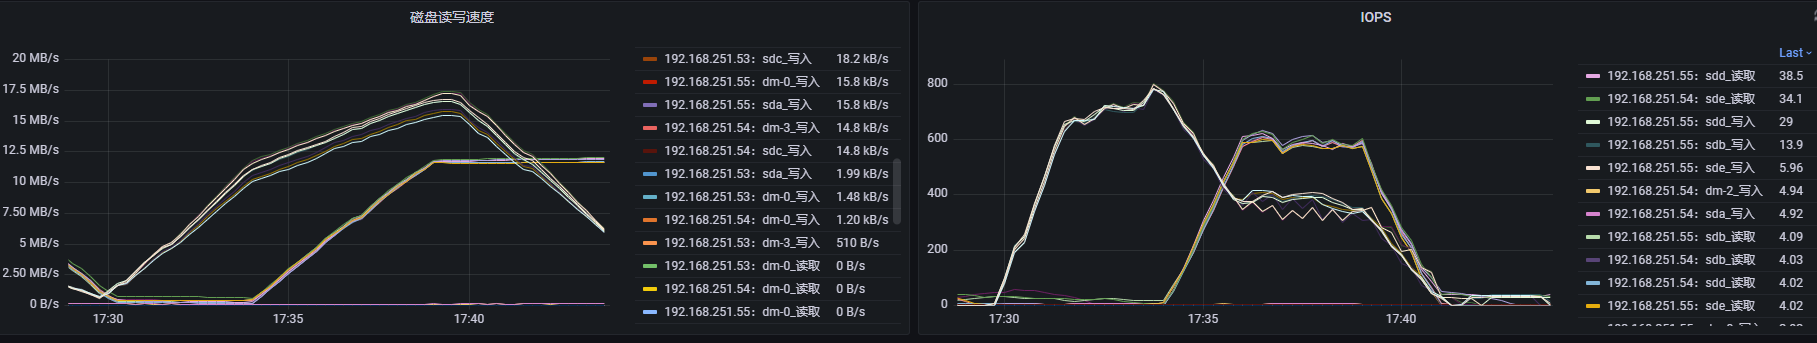 磁盘读写速度
20 MB/s
17.5 MB/s
15 MB/s
12.5 MB/s
10 MB/s
7.50 MB/s
5 MB/s
2.50 MB/s
0 B/s
17:30
17:35
17:40
192.168.251.53：sdc_写入 18.2 kB/s
192.168.251.55：dm-0_写入 15.8 kB/s
192.168.251.55：sda_写入 15.8 kB/s
192.168.251.54：dm-3_写入 14.8 kB/s
192.168.251.54：sdc_写入 14.8 kB/s
192.168.251.53：sda_写入 1.99 kB/s
192.168.251.53：dm-0_写入 1.48 kB/s
192.168.251.54：dm-0_写入 1.20 kB/s
192.168.251.53：dm-3_写入 510 B/s
192.168.251.53：dm-0_读取 0 B/s
192.168.251.54：dm-0_读取 0 B/s
192.168.251.55：dm-0_读取 0 B/s
IOPS
800
600
400
200
0
17:30
17:35
17:40
Last
192.168.251.55：sdd_读取 38.5
192.168.251.54：sde_读取 34.1
192.168.251.55：sdd_写入 29
192.168.251.55：sdb_写入 13.9
192.168.251.55：sde_写入 5.96
192.168.251.54：dm-2_写入 4.94
192.168.251.54：sda_写入 4.92
192.168.251.55：sdb_读取 4.09
192.168.251.54：sdb_读取 4.03
192.168.251.54：sdd_读取 4.02
192.168.251.55：sde_读取 4.02